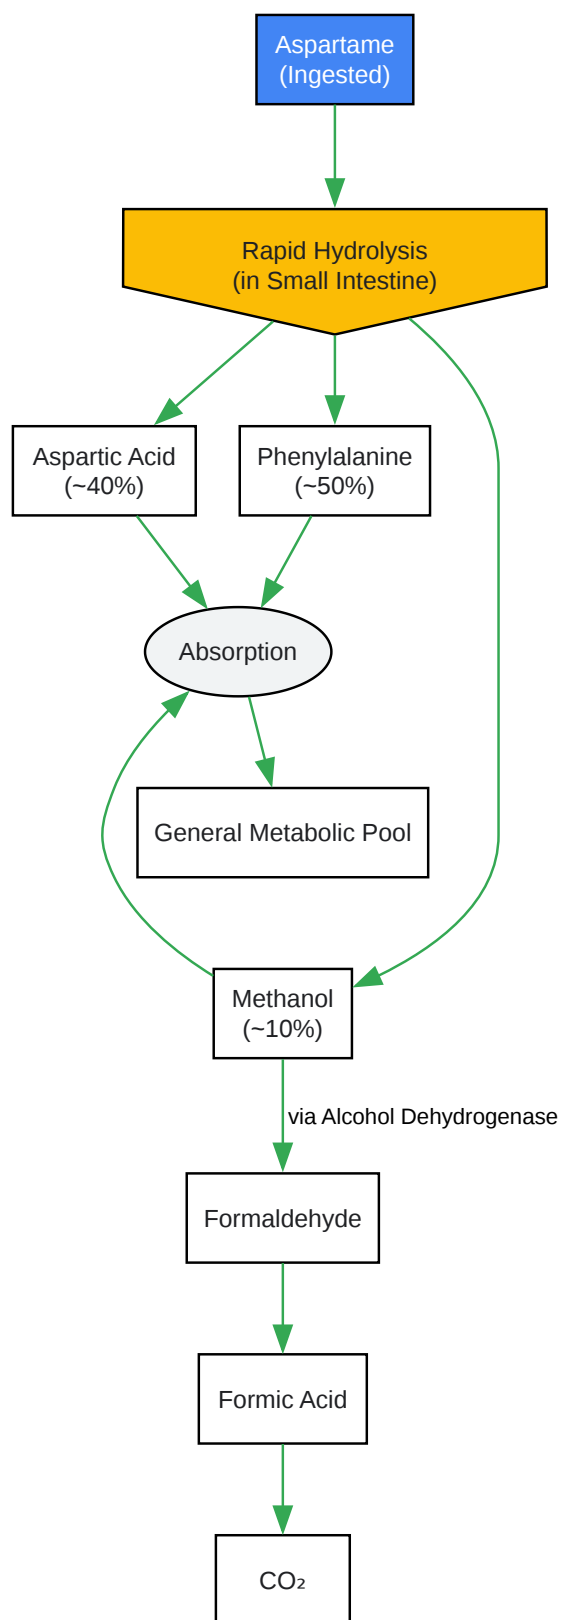 Aspartame
(Ingested)
Rapid Hydrolysis
(in Small Intestine)
Aspartic Acid
(~40%)
Phenylalanine
(~50%)
Absorption
General Metabolic Pool
Methanol
(~10%)
via Alcohol Dehydrogenase
Formaldehyde
Formic Acid
CO₂